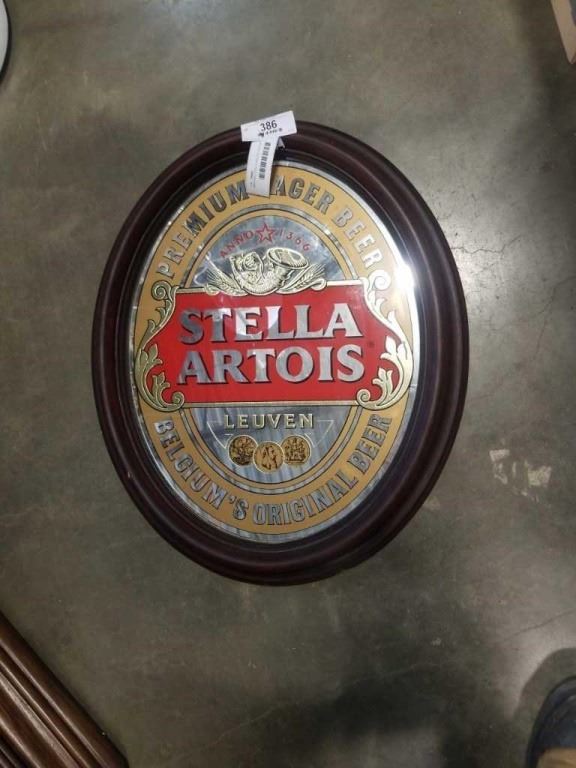 386
PREMIUM LAGER BEER
ANNO 1366
STELLA
ARTOIS
LEUVEN
BELGIUM'S ORIGINAL BEER